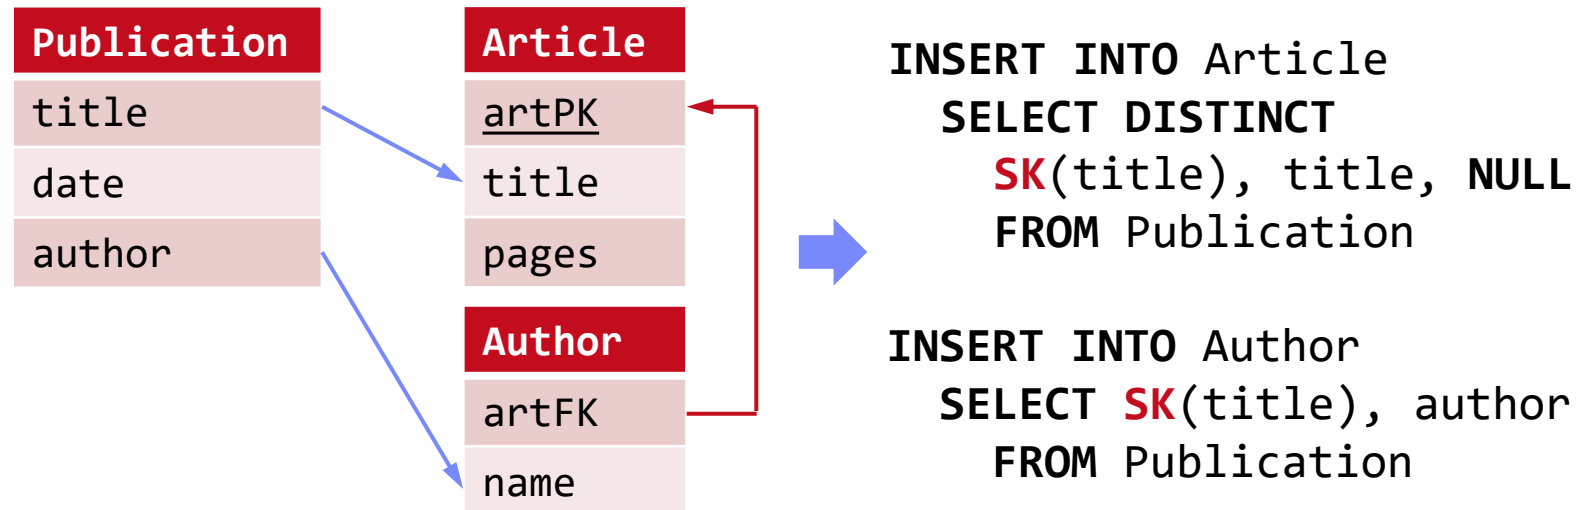 Publication
title
date
author
Article
artPK
title
pages
Author
artFK
name
INSERT INTO Article
SELECT DISTINCT
SK(title), title, NULL
FROM Publication
INSERT INTO Author
SELECT SK(title), author
FROM Publication